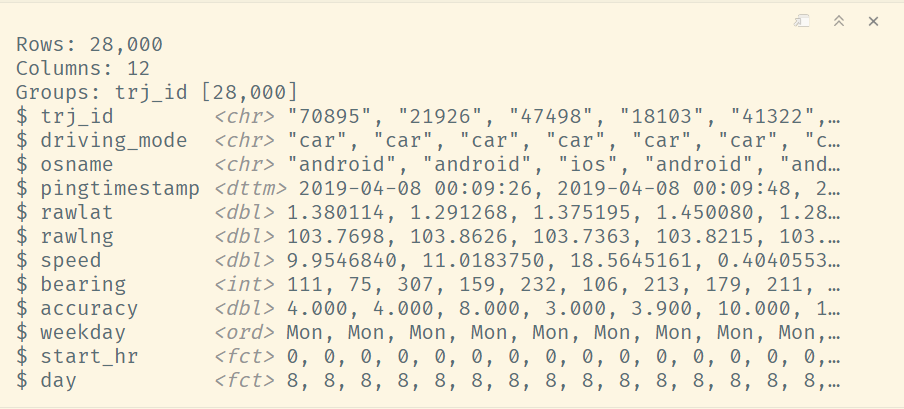 Rows: 28,000
Columns: 12
Groups: trj_id [28,000]
$ trj_id        <chr> "70895", "21926", "47498", "18103", "41322",…
$ driving_mode  <chr> "car", "car", "car", "car", "car", "car", "c…
$ osname        <chr> "android", "android", "ios", "android", "and…
$ pingtimestamp <dttm> 2019-04-08 00:09:26, 2019-04-08 00:09:48, 2…
$ rawlat        <dbl> 1.380114, 1.291268, 1.375195, 1.450080, 1.28…
$ rawlng        <dbl> 103.7698, 103.8626, 103.7363, 103.8215, 103.…
$ speed         <dbl> 9.9546840, 11.0183750, 18.5645161, 0.4040553…
$ bearing       <int> 111, 75, 307, 159, 232, 106, 213, 179, 211, …
$ accuracy      <dbl> 4.000, 4.000, 8.000, 3.000, 3.900, 10.000, 1…
$ weekday       <ord> Mon, Mon, Mon, Mon, Mon, Mon, Mon, Mon, Mon,…
$ start_hr      <fct> 0, 0, 0, 0, 0, 0, 0, 0, 0, 0, 0, 0, 0, 0, 0,…
$ day           <fct> 8, 8, 8, 8, 8, 8, 8, 8, 8, 8, 8, 8, 8, 8, 8,…